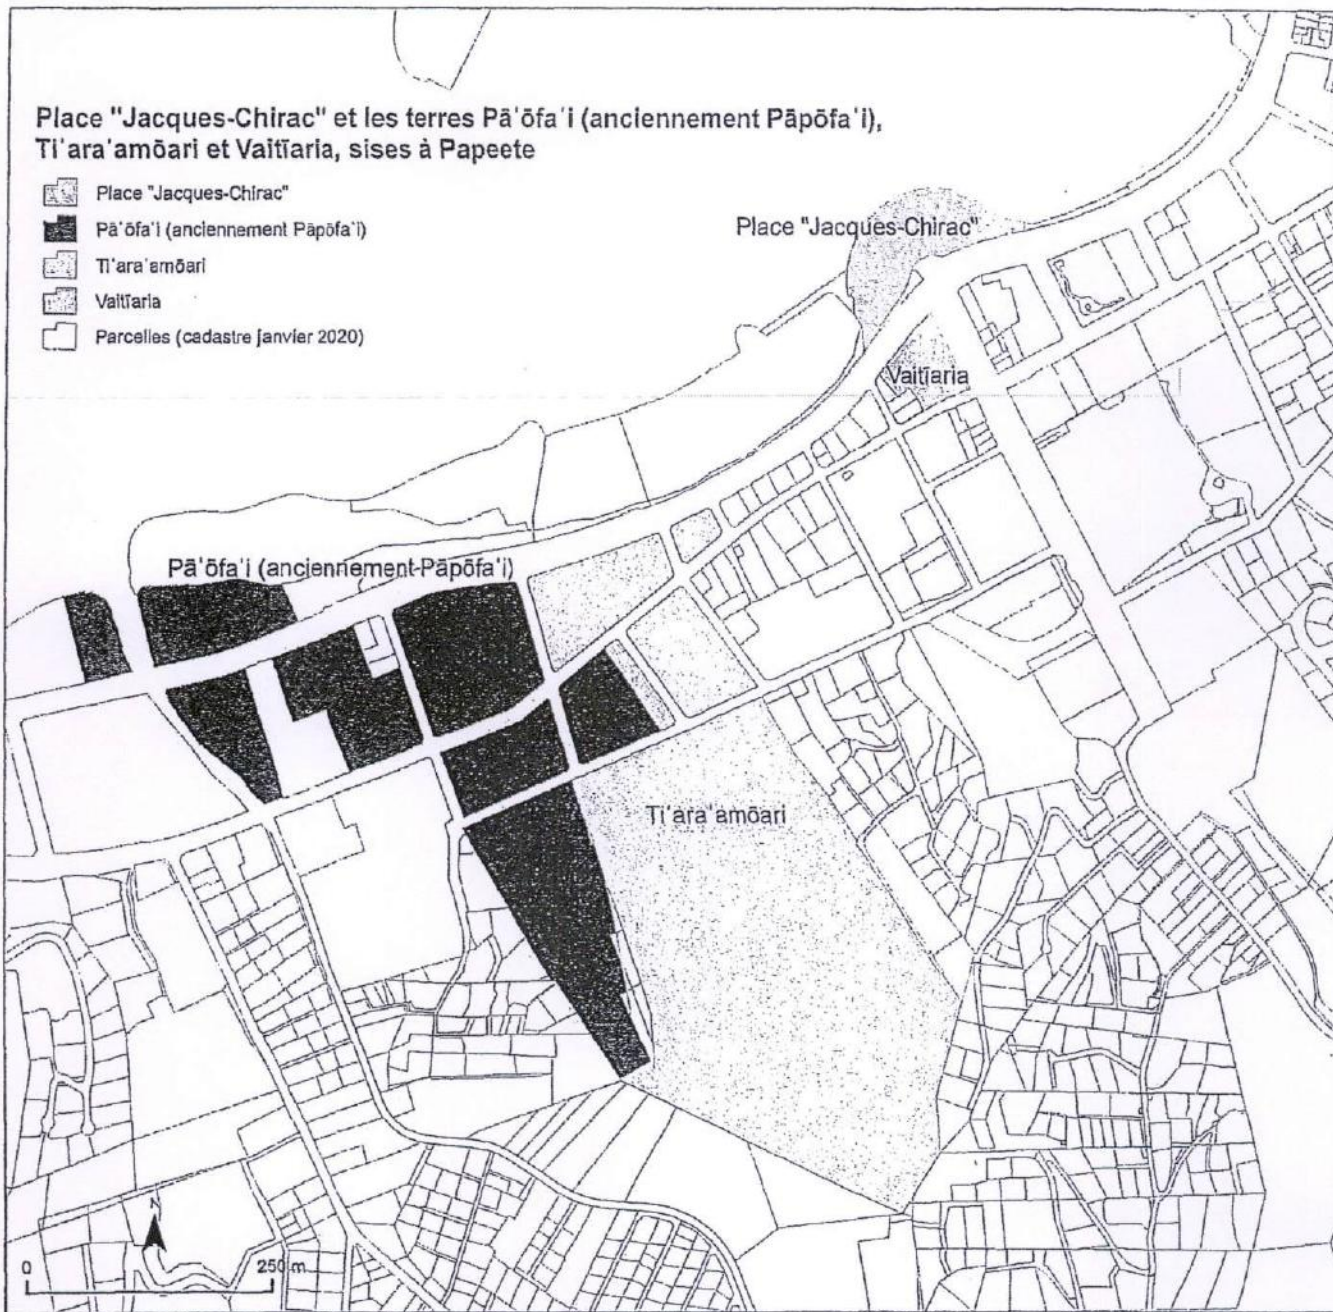 Place "Jacques-Chirac" et les terres Pā'ōfa'i (anciennement Pāpōfa'i),
Ti'ara'amōari et Vaitīaria, sises à Papeete
Place "Jacques-Chirac"
Pā'ōfa'i (anciennement Pāpōfa'i)
Ti'ara'amōari
Vaitīaria
Parcelles (cadastre janvier 2020)
Place "Jacques-Chirac"
Vaitīaria
Pā'ōfa'i (anciennement-Pāpōfa'i)
Ti'ara'amōari
N
0 250 m